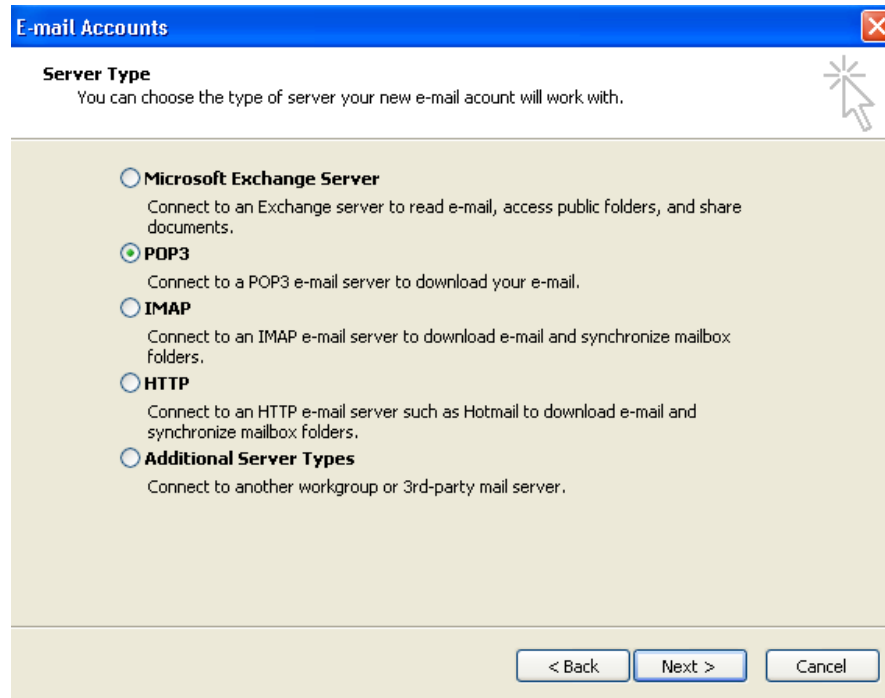 E-mail Accounts
Server Type
You can choose the type of server your new e-mail acount will work with.
Microsoft Exchange Server
Connect to an Exchange server to read e-mail, access public folders, and share
documents.
POP3
Connect to a POP3 e-mail server to download your e-mail.
IMAP
Connect to an IMAP e-mail server to download e-mail and synchronize mailbox
folders.
HTTP
Connect to an HTTP e-mail server such as Hotmail to download e-mail and
synchronize mailbox folders.
Additional Server Types
Connect to another workgroup or 3rd-party mail server.
< Back Next > Cancel